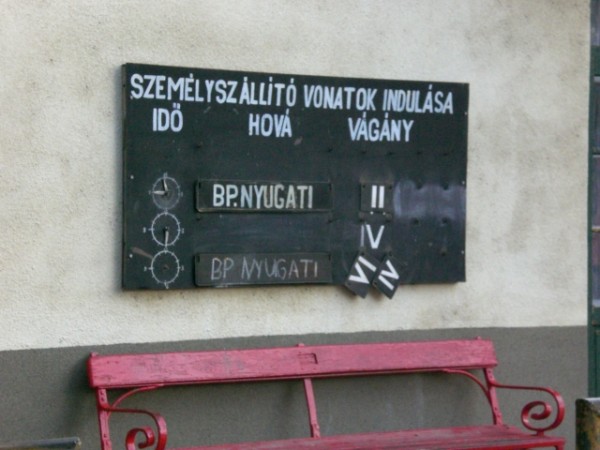 SZEMÉLYSZÁLLÍTÓ VONATOK INDULÁSA
IDŐ HOVÁ VÁGÁNY
BP.NYUGATI II
IV
BP NYUGATI VI IV